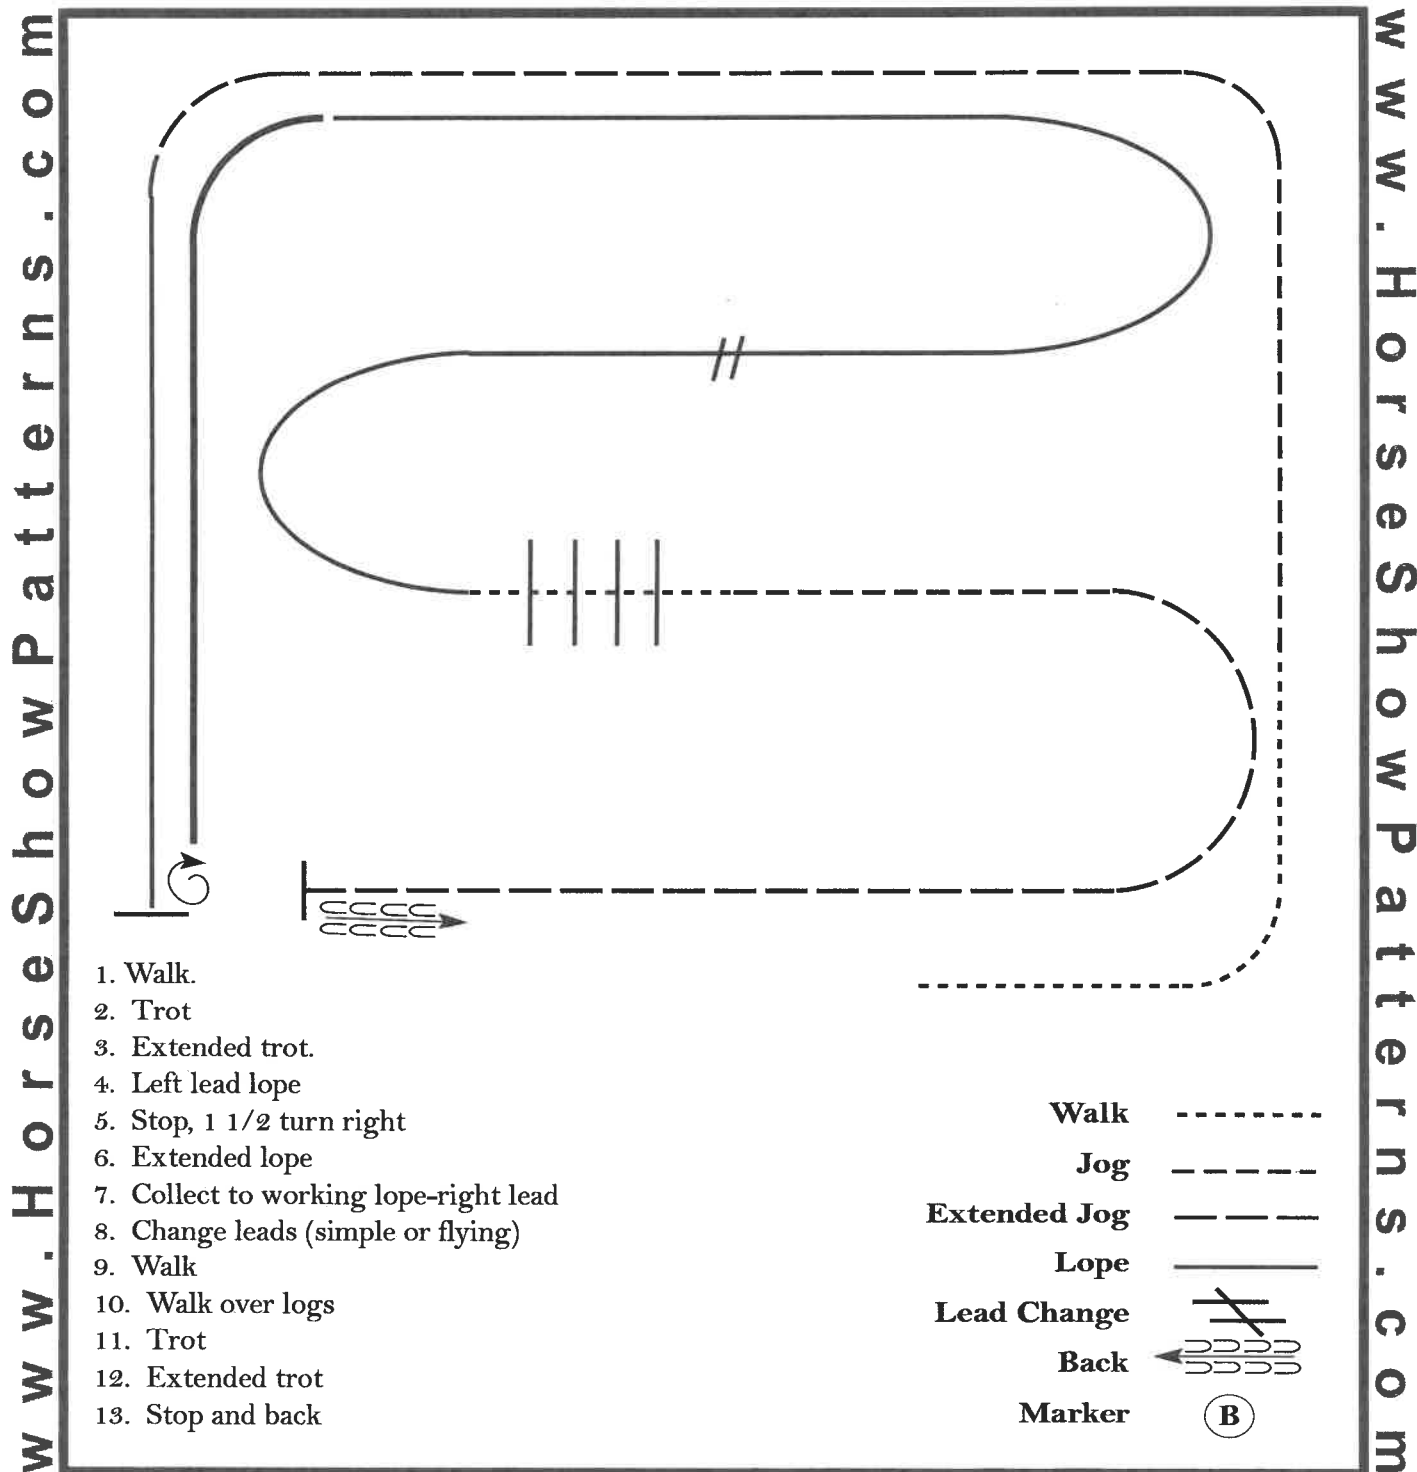 www.HorseShowPatterns.com
www.HorseShowPatterns.com
1. Walk.
2. Trot
3. Extended trot.
4. Left lead lope
5. Stop, 1 1/2 turn right
6. Extended lope
7. Collect to working lope-right lead
8. Change leads (simple or flying)
9. Walk
10. Walk over logs
11. Trot
12. Extended trot
13. Stop and back
Walk
Jog
Extended Jog
Lope
Lead Change
Back
Marker B